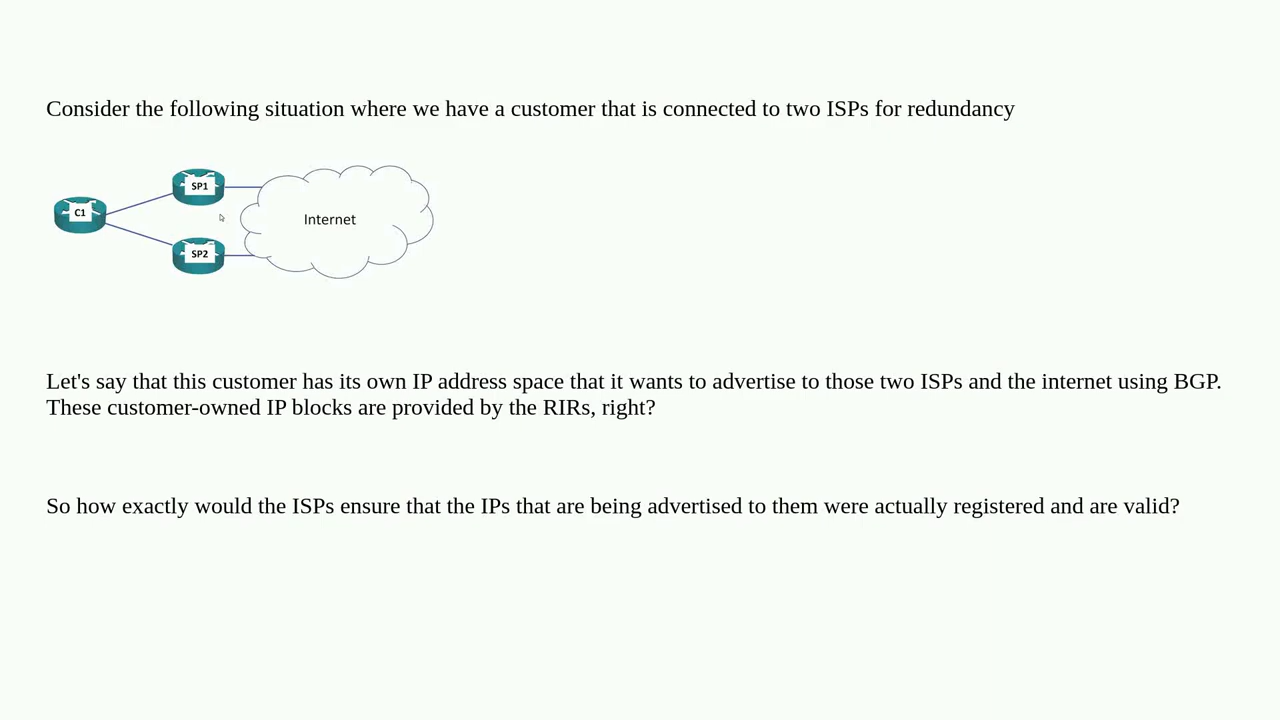 Consider the following situation where we have a customer that is connected to two ISPs for redundancy
SP1
C1
Internet
SP2
Let's say that this customer has its own IP address space that it wants to advertise to those two ISPs and the internet using BGP.
These customer-owned IP blocks are provided by the RIRs, right?
So how exactly would the ISPs ensure that the IPs that are being advertised to them were actually registered and are valid?